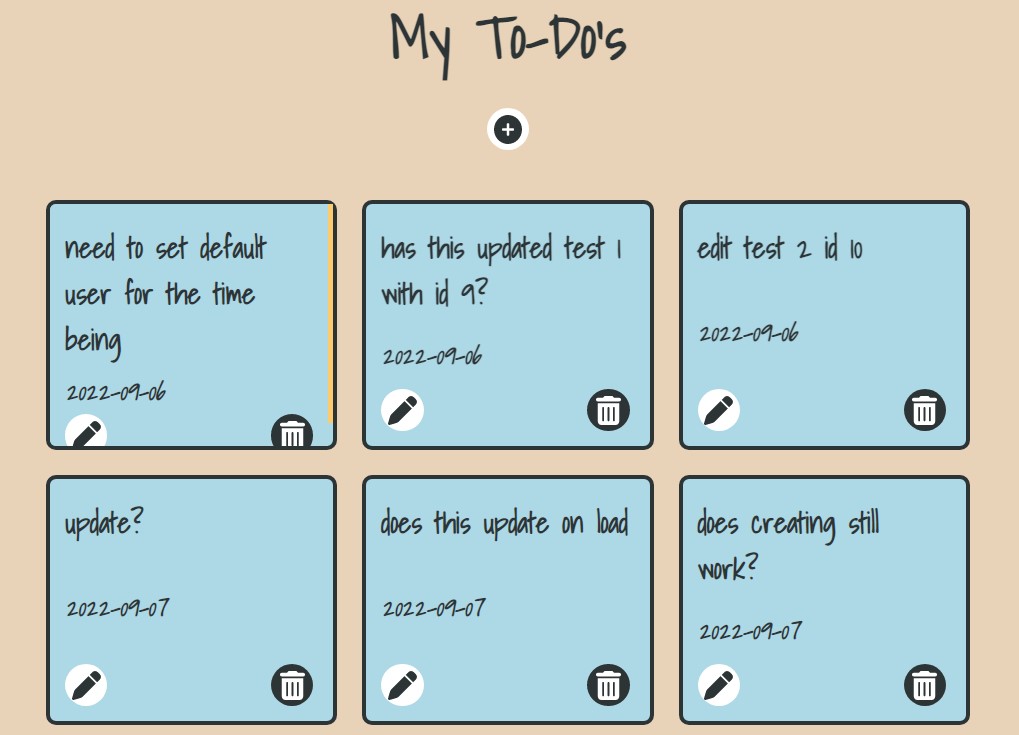 My To-Do's
need to set default
user for the time
being
2022-09-06
has this updated test 1
with id 9?
2022-09-06
edit test 2 id 10
2022-09-06
update?
2022-09-07
does this update on load
2022-09-07
does creating still
work?
2022-09-07